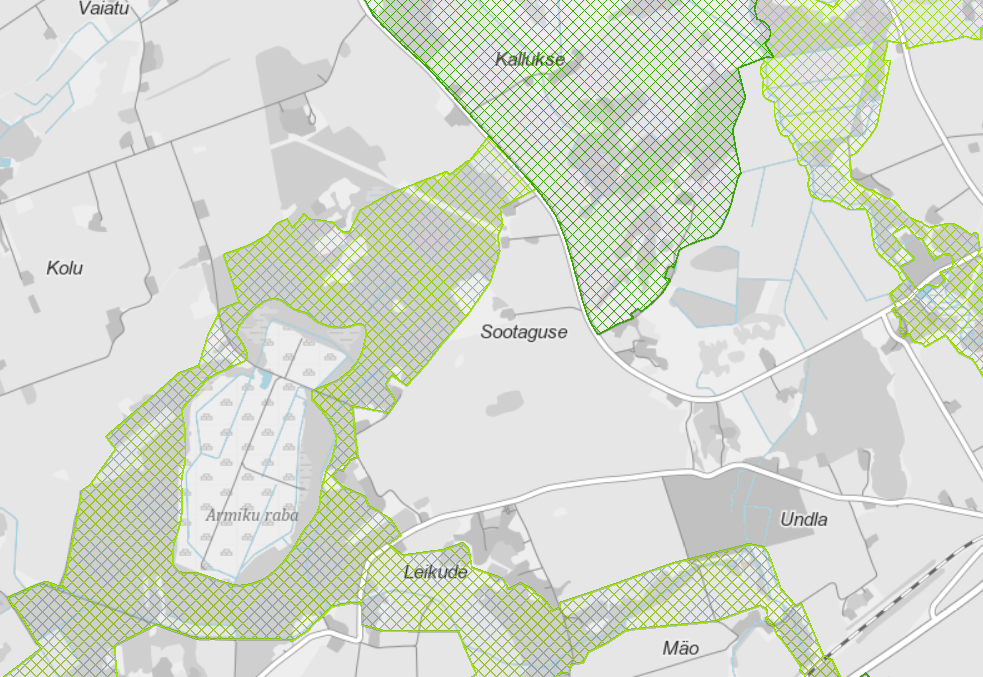 Vaiatu
Kallukse
Kolu
Sootaguse
Armiku raba
Undla
Leikude
Mäo